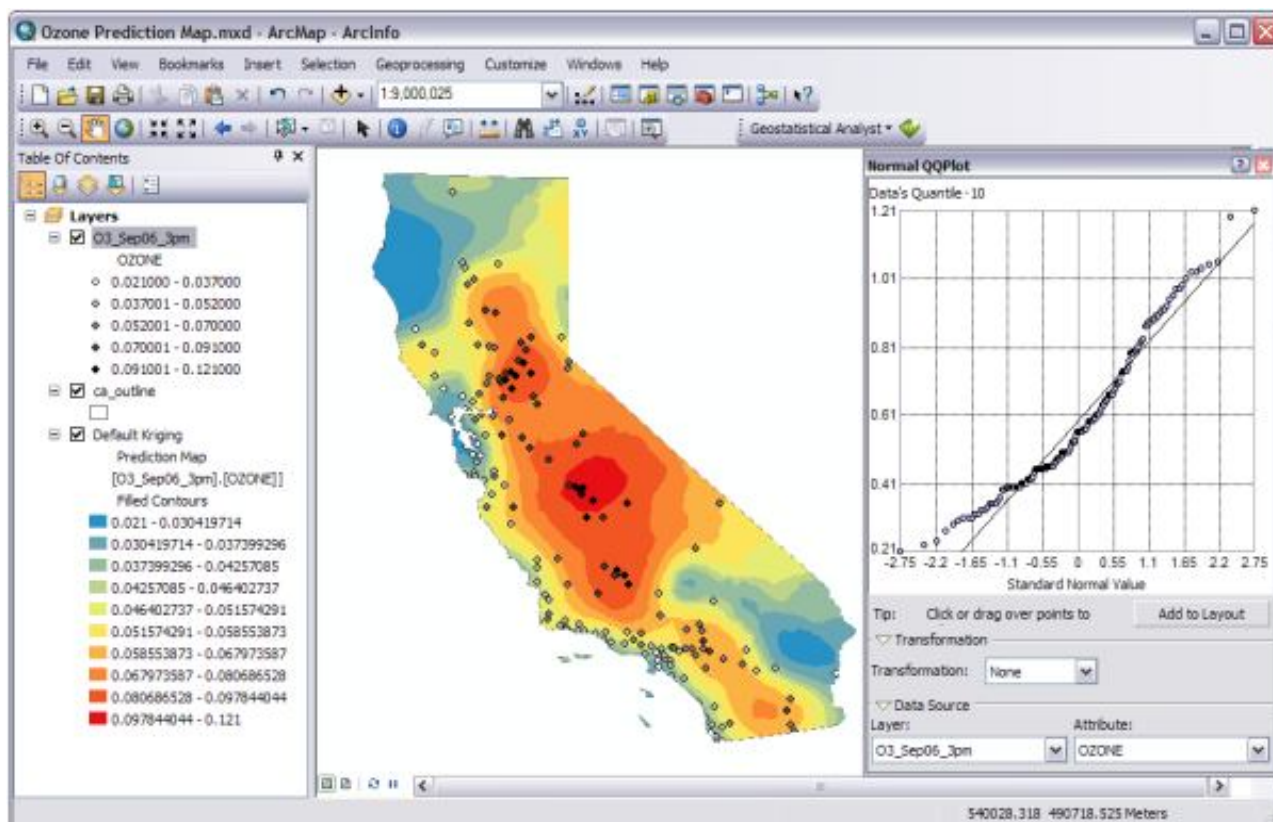 Ozone Prediction Map.mxd - ArcMap - ArcInfo
File Edit View Bookmarks Insert Selection Geoprocessing Customize Windows Help
1:9,000,025
Geostatistical Analyst
Table Of Contents
Layers
O3_Sep06_3pm
OZONE
0.021000 - 0.037000
0.037001 - 0.052000
0.052001 - 0.070000
0.070001 - 0.091000
0.091001 - 0.121000
ca_outline
Default Kriging
Prediction Map
[O3_Sep06_3pm].[OZONE]]
Filled Contours
0.021 - 0.030419714
0.030419714 - 0.037399296
0.037399296 - 0.04257085
0.04257085 - 0.046402737
0.046402737 - 0.051574291
0.051574291 - 0.058553873
0.058553873 - 0.067973587
0.067973587 - 0.080686528
0.080686528 - 0.097844044
0.097844044 - 0.121
Normal QQPlot
Data's Quantile · 10
1.21
1.01
0.81
0.61
0.41
0.21
-2.75 -2.2 -1.65 -1.1 -0.55 0 0.55 1.1 1.65 2.2 2.75
Standard Normal Value
Tip: Click or drag over points to Add to Layout
Transformation
Transformation: None
Data Source
Layer: Attribute:
O3_Sep06_3pm OZONE
540028.318 490718.525 Meters